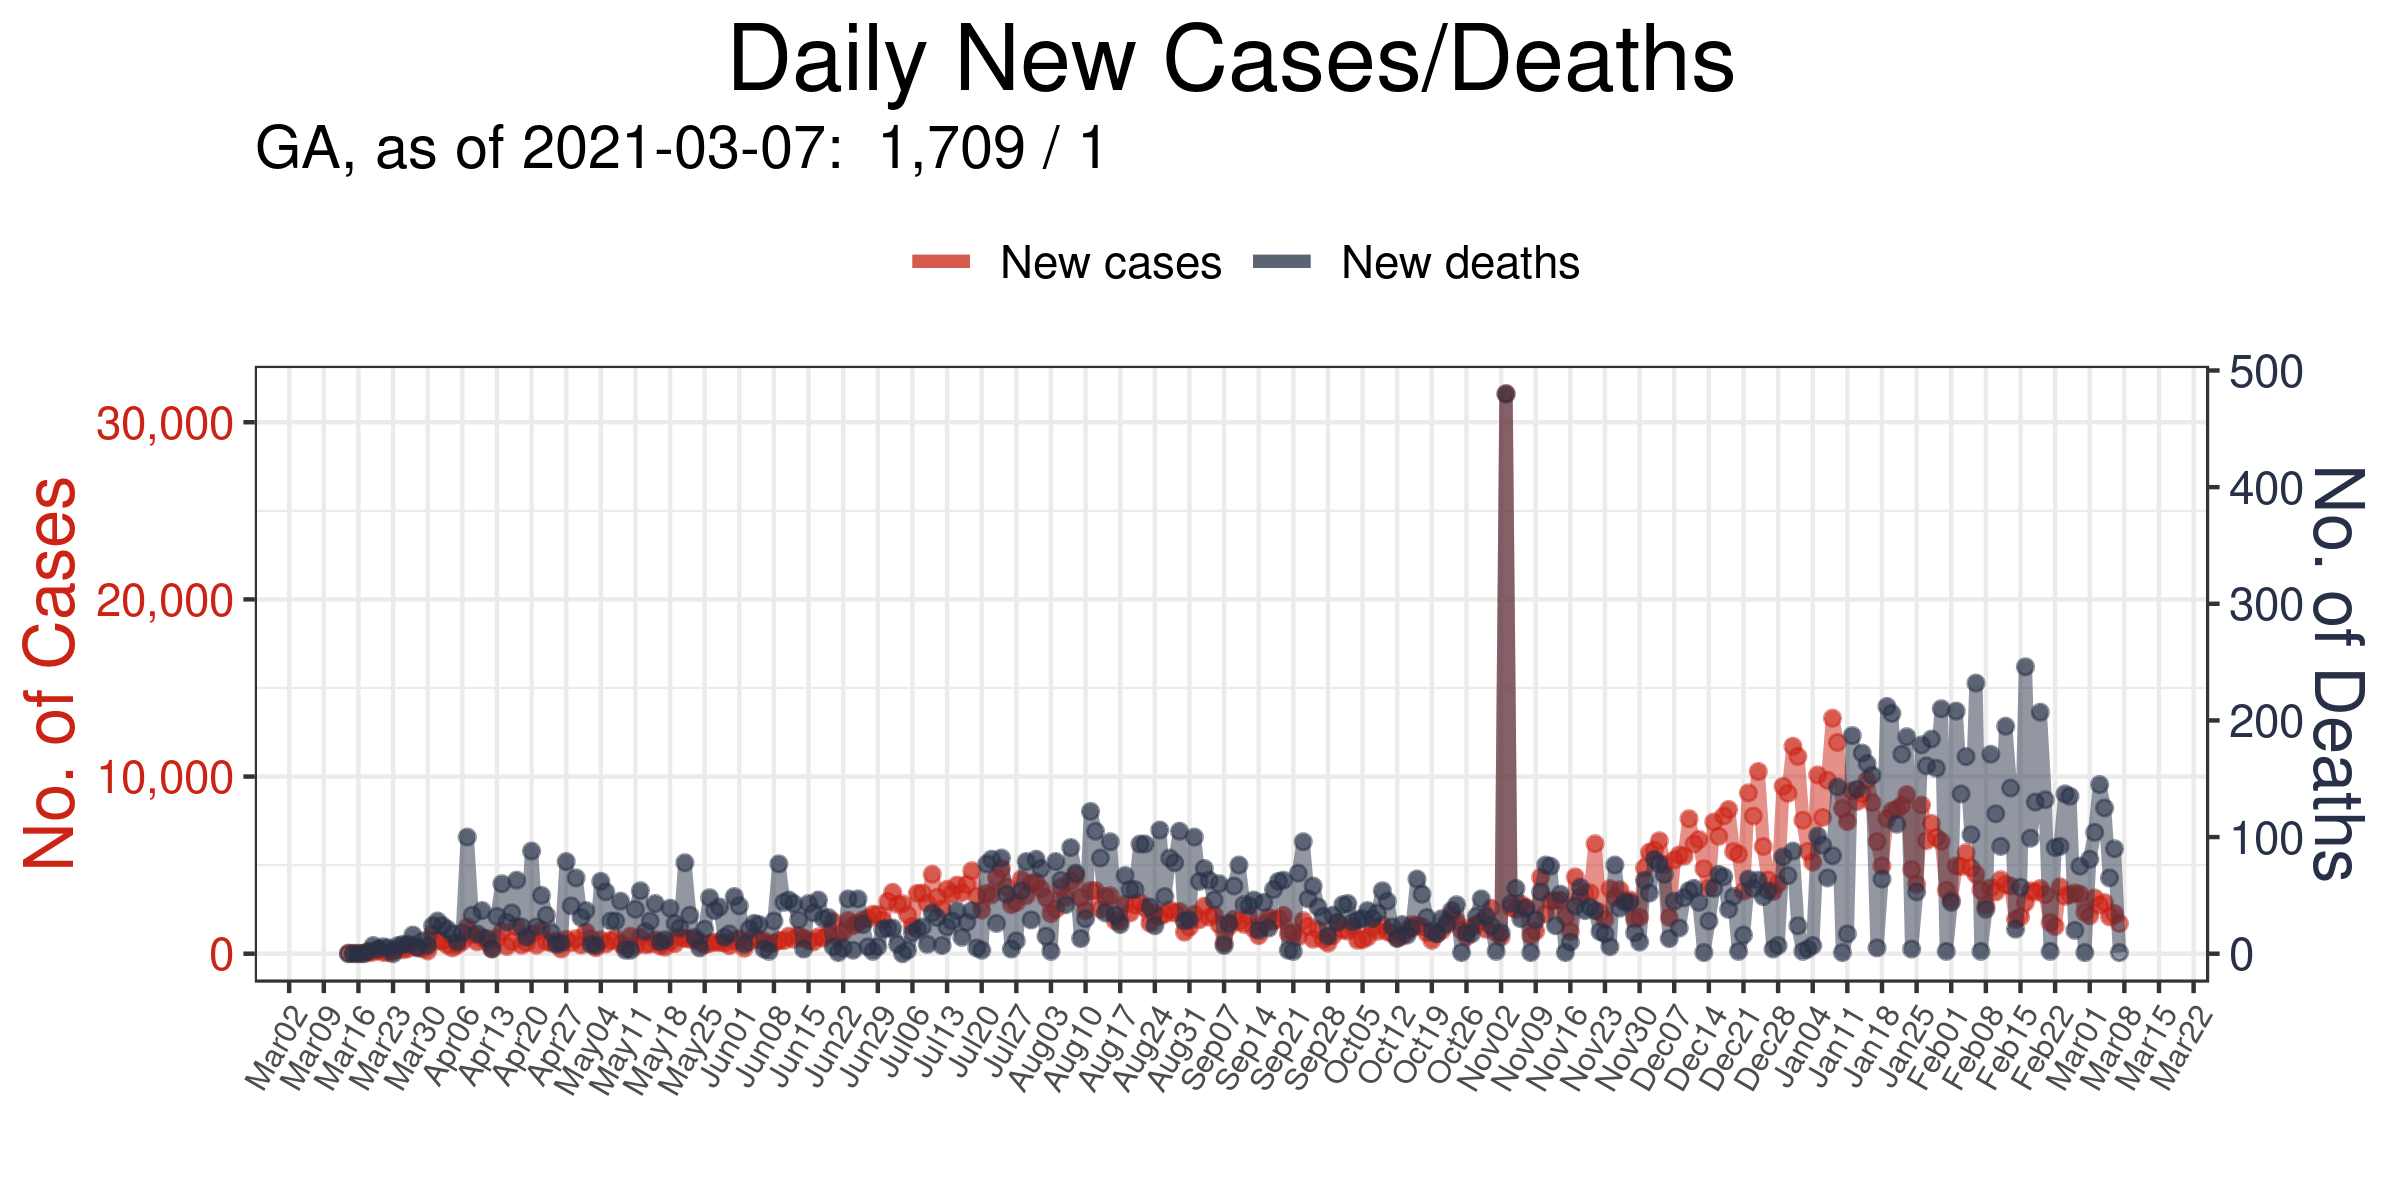 Daily New Cases/Deaths
GA, as of 2021-03-07:  1,709 / 1
New cases
New deaths
No. of Cases
30,000
20,000
10,000
0
500
400
300
200
100
0
No. of Deaths
Mar02
Mar09
Mar16
Mar23
Mar30
Apr06
Apr13
Apr20
Apr27
May04
May11
May18
May25
Jun01
Jun08
Jun15
Jun22
Jun29
Jul06
Jul13
Jul20
Jul27
Aug03
Aug10
Aug17
Aug24
Aug31
Sep07
Sep14
Sep21
Sep28
Oct05
Oct12
Oct19
Oct26
Nov02
Nov09
Nov16
Nov23
Nov30
Dec07
Dec14
Dec21
Dec28
Jan04
Jan11
Jan18
Jan25
Feb01
Feb08
Feb15
Feb22
Mar01
Mar08
Mar15
Mar22